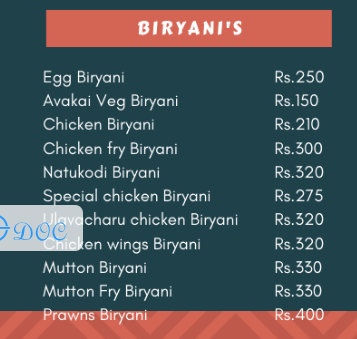 BIRYANI'S
Egg Biryani Rs.250
Avakai Veg Biryani Rs.150
Chicken Biryani Rs.210
Chicken fry Biryani Rs.300
Natukodi Biryani Rs.320
Special chicken Biryani Rs.275
Ulavacharu chicken Biryani Rs.320
DOC
Chicken wings Biryani Rs.320
Mutton Biryani Rs.330
Mutton Fry Biryani Rs.330
Prawns Biryani Rs.400